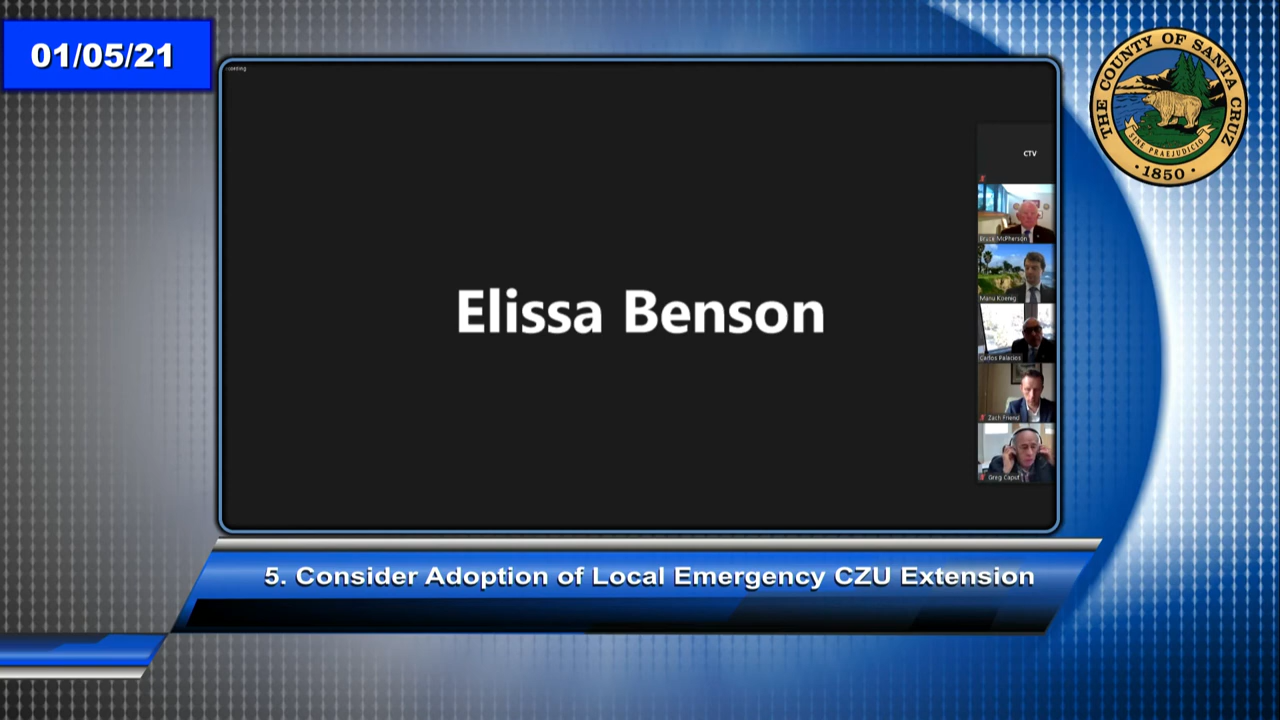 01/05/21
THE COUNTY OF SANTA CRUZ
SINE PRAEJUDICIO
• 1850 •
CTV
Bruce McPherson
Manu Koenig
Carlos Palacios
Zach Friend
Greg Caput
Elissa Benson
5. Consider Adoption of Local Emergency CZU Extension